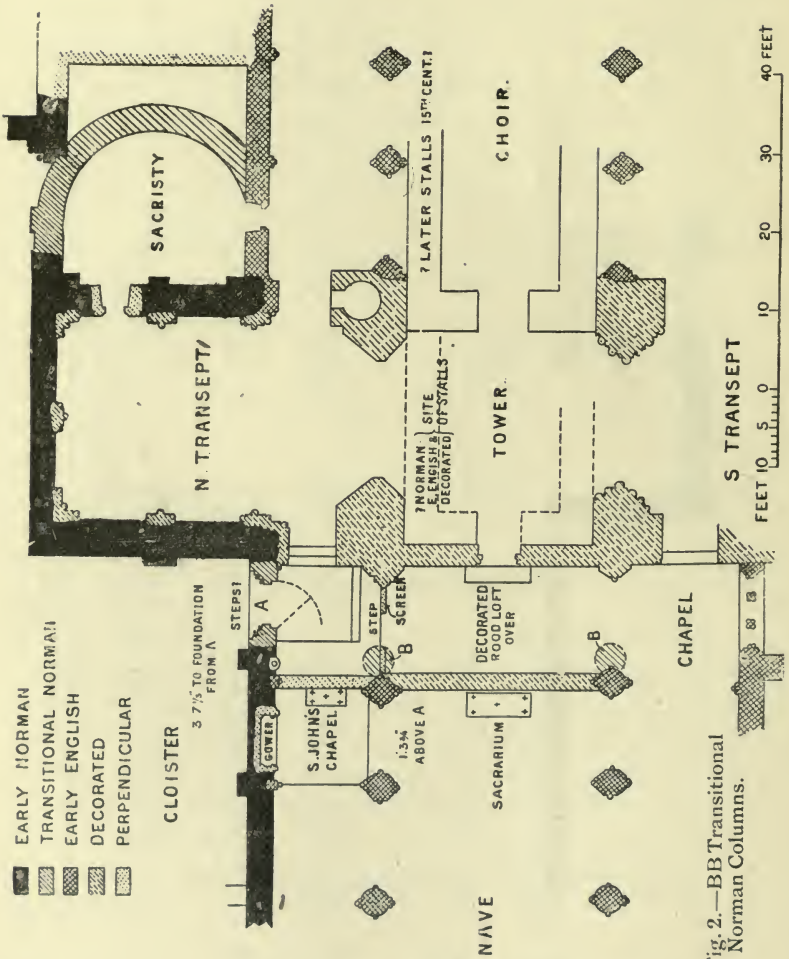 EARLY NORMAN
TRANSITIONAL NORMAN
EARLY ENGLISH
DECORATED
PERPENDICULAR
CLOISTER
3 7½" TO FOUNDATION
FROM A
STEPS?
A
N. TRANSEPT
SACRISTY
GOWER
S. JOHN'S
CHAPEL
STEP
SCREEN
B
1'.3¾"
ABOVE A
?NORMAN
E, ENGISH &
DECORATED
SITE
OF STALLS
? LATER STALLS 15TH CENT. ?
NAVE
SACRARIUM
DECORATED
ROOD LOFT
OVER
TOWER.
CHOIR.
B
CHAPEL
S TRANSEPT
FEET 10 5 0 10 20 30 40 FEET
Fig. 2.—BB Transitional
Norman Columns.